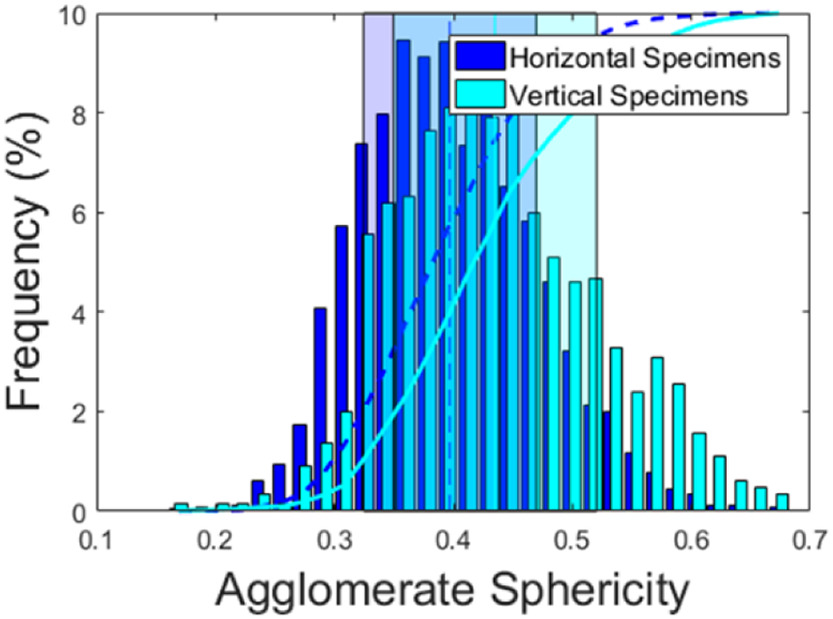 10
8
6
4
2
0
Frequency (%)
Horizontal Specimens
Vertical Specimens
0.1 0.2 0.3 0.4 0.5 0.6 0.7
Agglomerate Sphericity